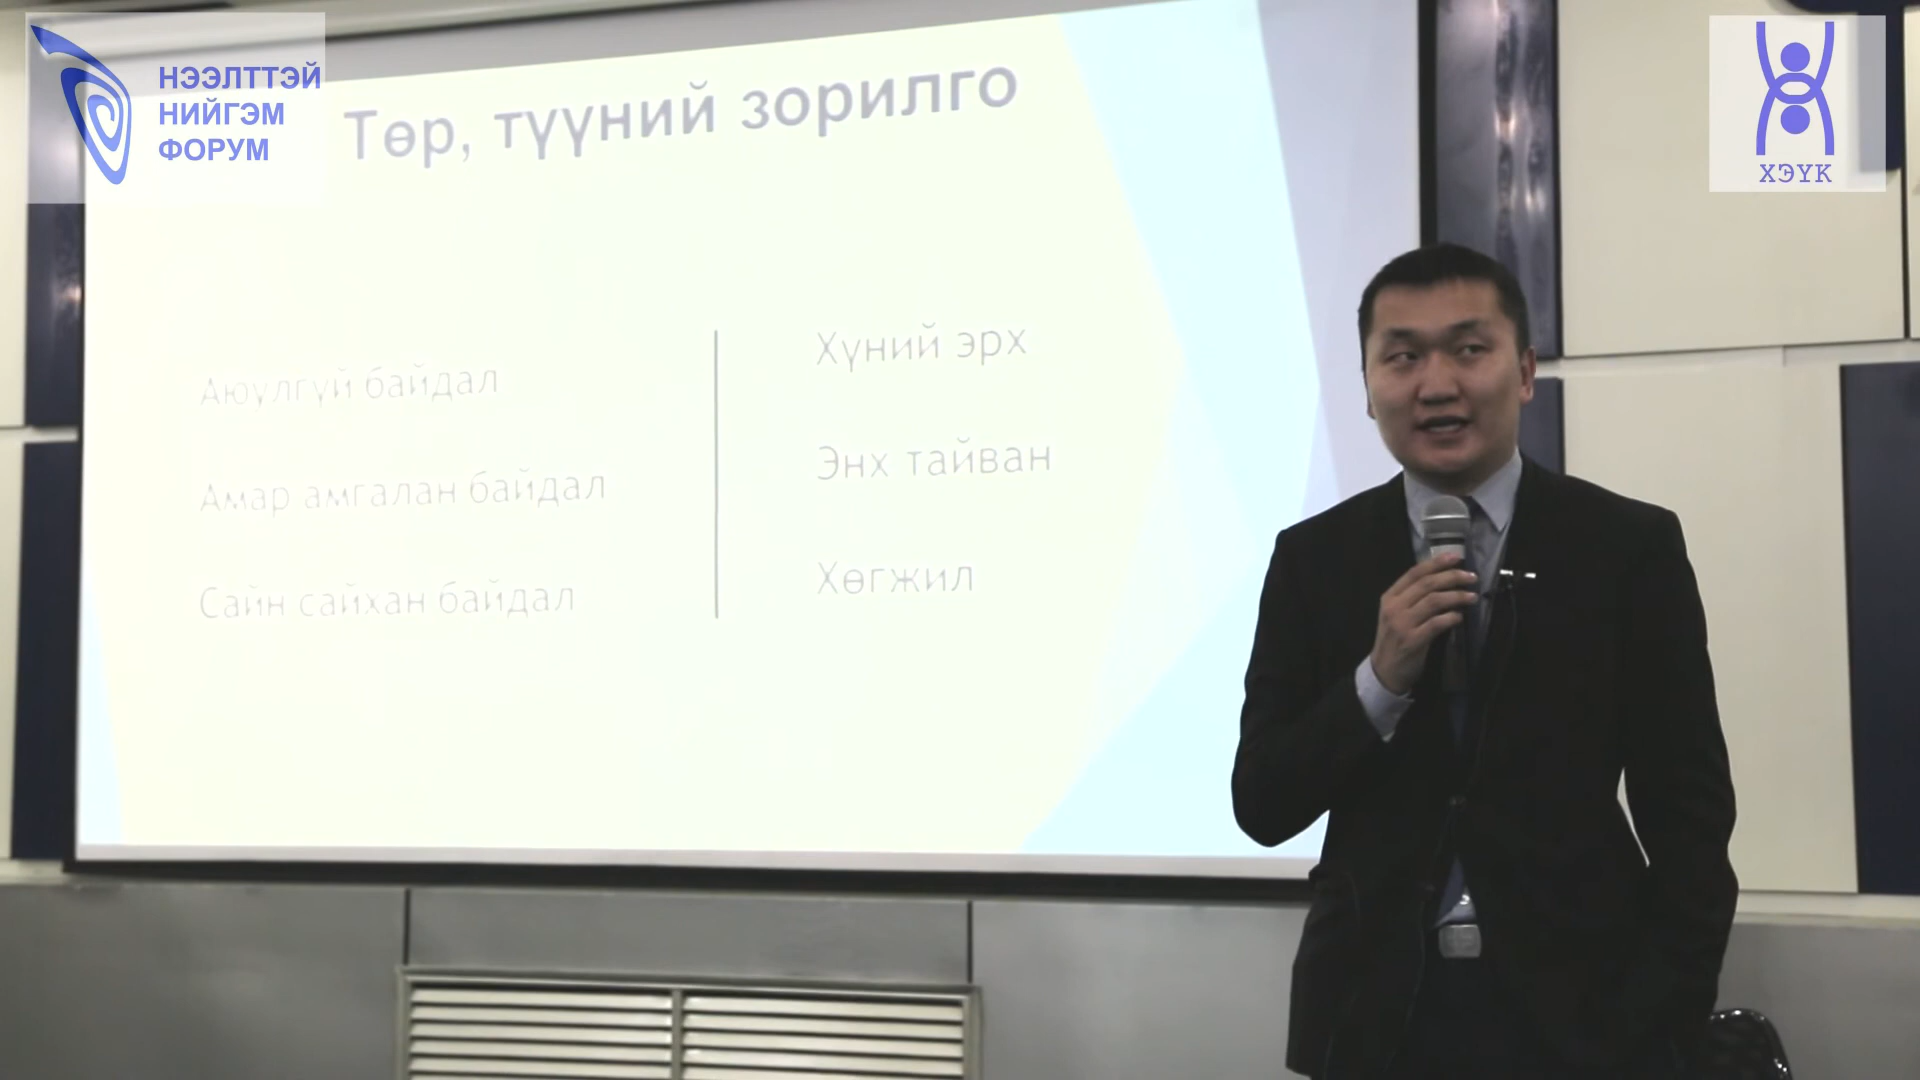 НЭЭЛТТЭЙ
НИЙГЭМ
ФОРУМ
ХЭҮК
Төр, түүний зорилго
Аюулгүй байдал
Амар амгалан байдал
Сайн сайхан байдал
Хүний эрх
Энх тайван
Хөгжил